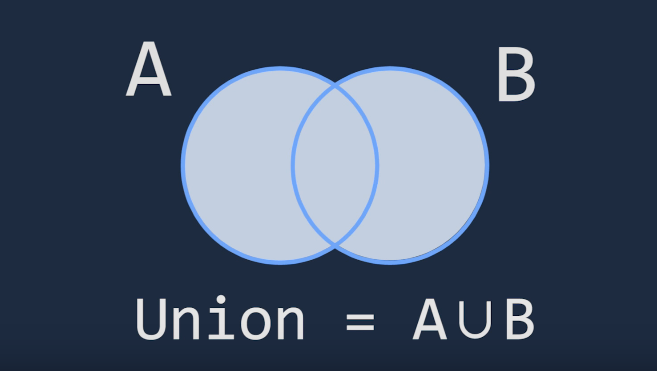 A B
Union = A∪B